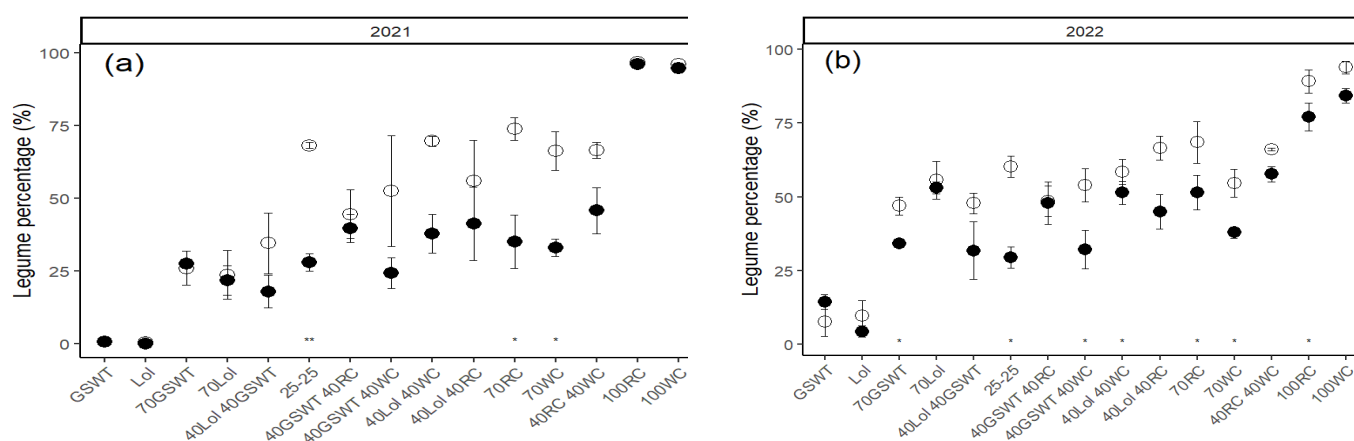 2021
(a)
Legume percentage (%)
100
75
50
25
0
** * *
GSWT Lol 70GSWT 70Lol 40Lol 40GSWT 25-25 40GSWT 40RC 40GSWT 40WC 40Lol 40WC 40Lol 40RC 70RC 70WC 40RC 40WC 100RC 100WC
2022
(b)
Legume percentage (%)
100
75
50
25
0
* * * * * * *
GSWT Lol 70GSWT 70Lol 40Lol 40GSWT 25-25 40GSWT 40RC 40GSWT 40WC 40Lol 40WC 40Lol 40RC 70RC 70WC 40RC 40WC 100RC 100WC